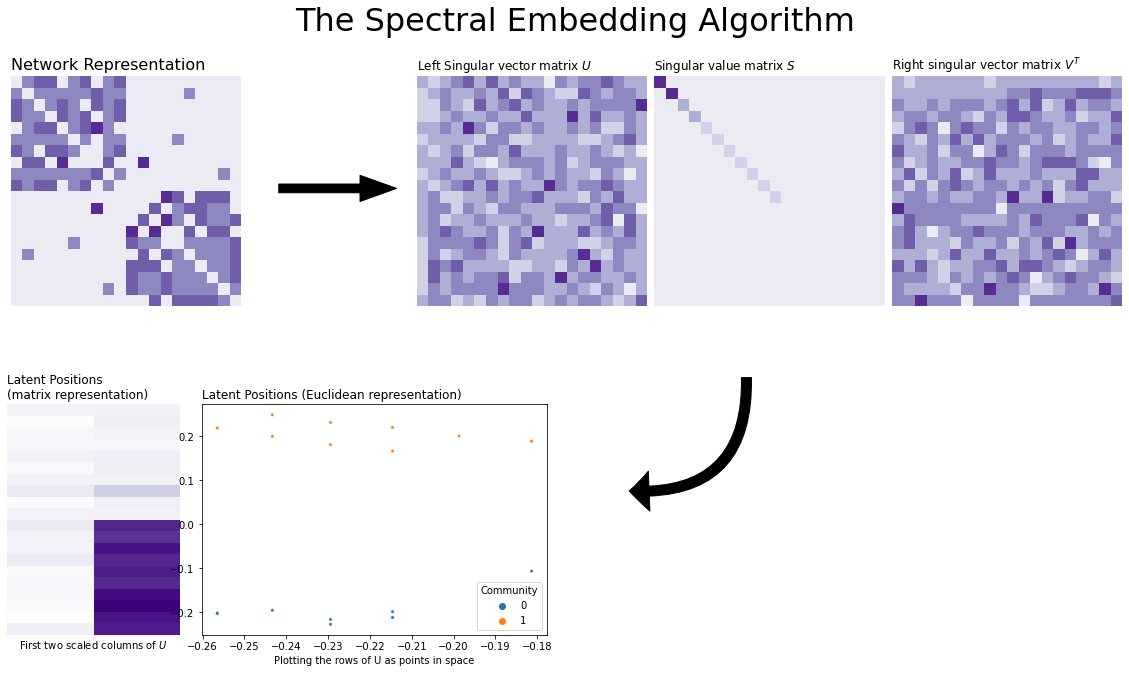 The Spectral Embedding Algorithm
Network Representation
Left Singular vector matrix U
Singular value matrix S
Right singular vector matrix V^T
Latent Positions
(matrix representation)
First two scaled columns of U
Latent Positions (Euclidean representation)
0.2
0.1
0.0
−0.1
−0.2
Community
0
1
−0.26 −0.25 −0.24 −0.23 −0.22 −0.21 −0.20 −0.19 −0.18
Plotting the rows of U as points in space